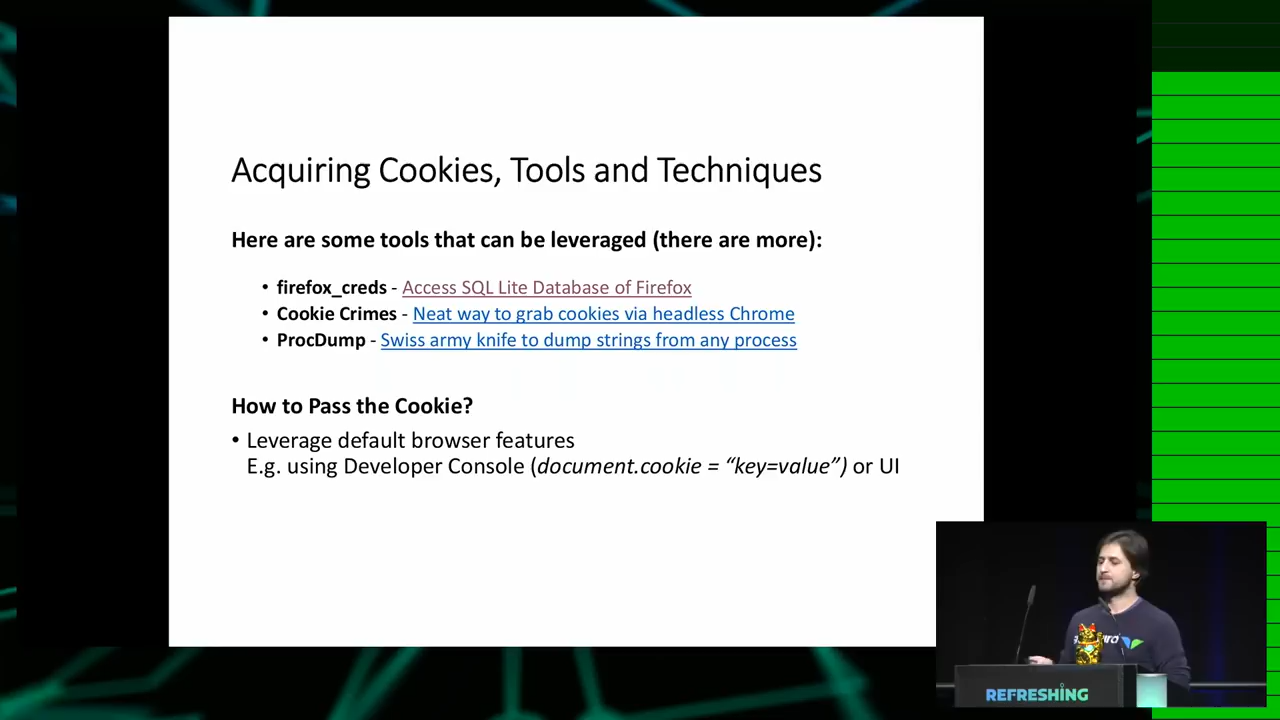 Acquiring Cookies, Tools and Techniques
Here are some tools that can be leveraged (there are more):
• firefox_creds - Access SQL Lite Database of Firefox
• Cookie Crimes - Neat way to grab cookies via headless Chrome
• ProcDump - Swiss army knife to dump strings from any process
How to Pass the Cookie?
• Leverage default browser features
E.g. using Developer Console (document.cookie = “key=value”) or UI
REFRESHING